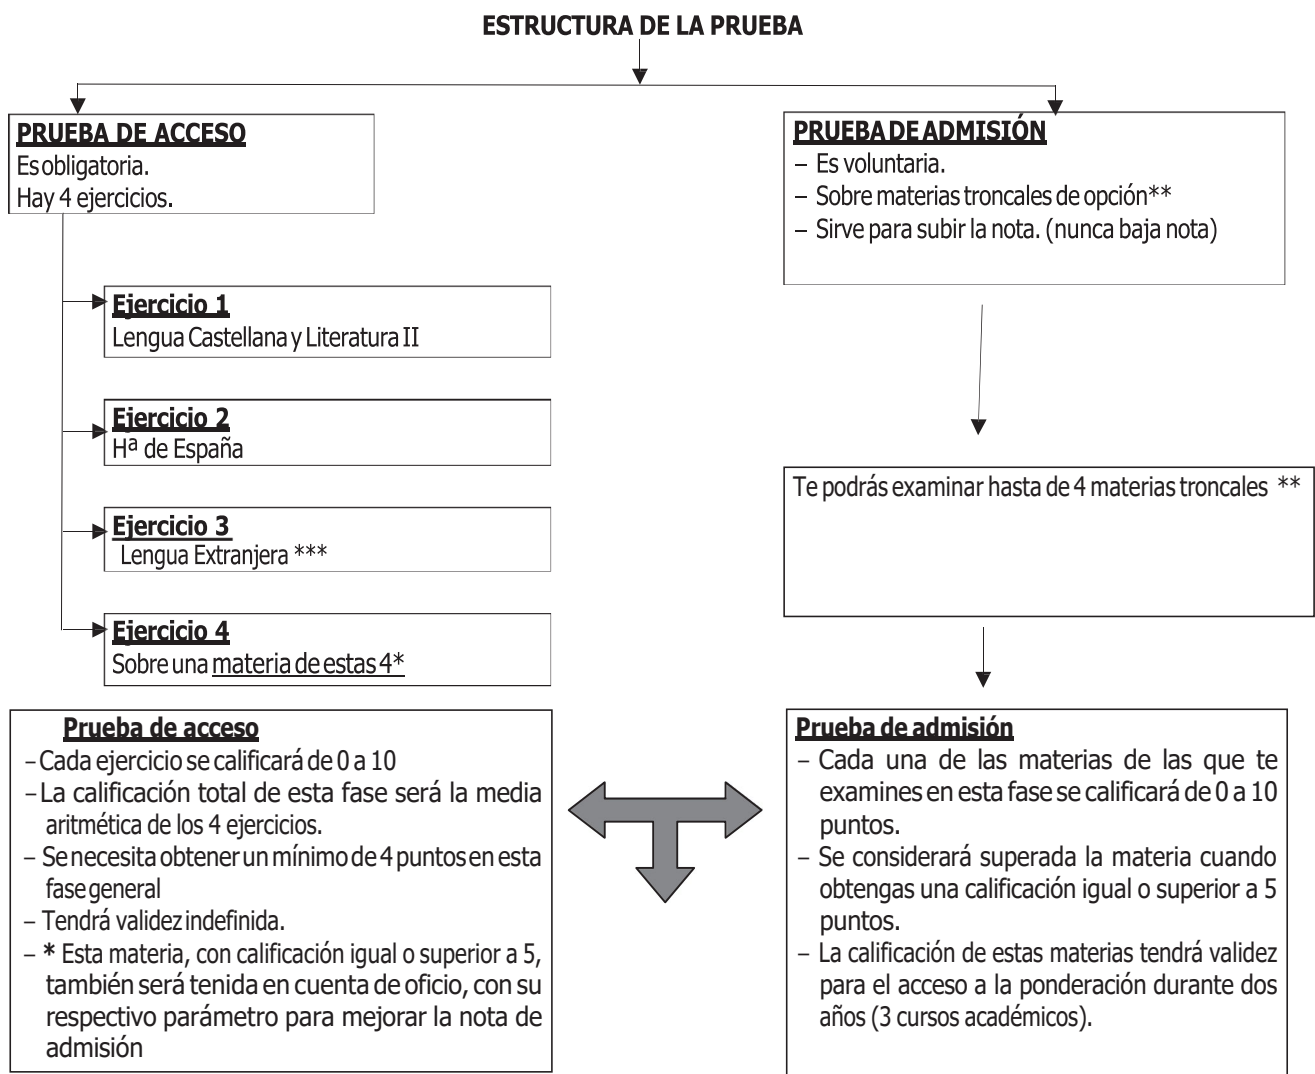 ESTRUCTURA DE LA PRUEBA
PRUEBA DE ACCESO
Es obligatoria.
Hay 4 ejercicios.
PRUEBA DE ADMISIÓN
– Es voluntaria.
– Sobre materias troncales de opción**
– Sirve para subir la nota. (nunca baja nota)
Ejercicio 1
Lengua Castellana y Literatura II
Ejercicio 2
Hª de España
Ejercicio 3
Lengua Extranjera ***
Ejercicio 4
Sobre una materia de estas 4*
Te podrás examinar hasta de 4 materias troncales **
Prueba de acceso
– Cada ejercicio se calificará de 0 a 10
– La calificación total de esta fase será la media
aritmética de los 4 ejercicios.
– Se necesita obtener un mínimo de 4 puntos en esta
fase general
– Tendrá validez indefinida.
– * Esta materia, con calificación igual o superior a 5,
también será tenida en cuenta de oficio, con su
respectivo parámetro para mejorar la nota de
admisión
Prueba de admisión
– Cada una de las materias de las que te
examines en esta fase se calificará de 0 a 10
puntos.
– Se considerará superada la materia cuando
obtengas una calificación igual o superior a 5
puntos.
– La calificación de estas materias tendrá validez
para el acceso a la ponderación durante dos
años (3 cursos académicos).